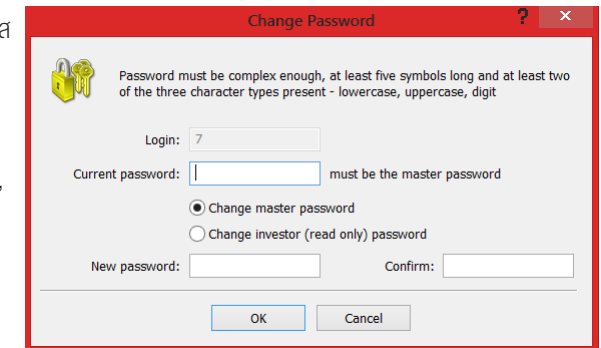 Change Password
? ×
ส
Password must be complex enough, at least five symbols long and at least two
of the three character types present - lowercase, uppercase, digit
Login: 7
Current password: must be the master password
,
Change master password
Change investor (read only) password
New password: Confirm:
OK Cancel